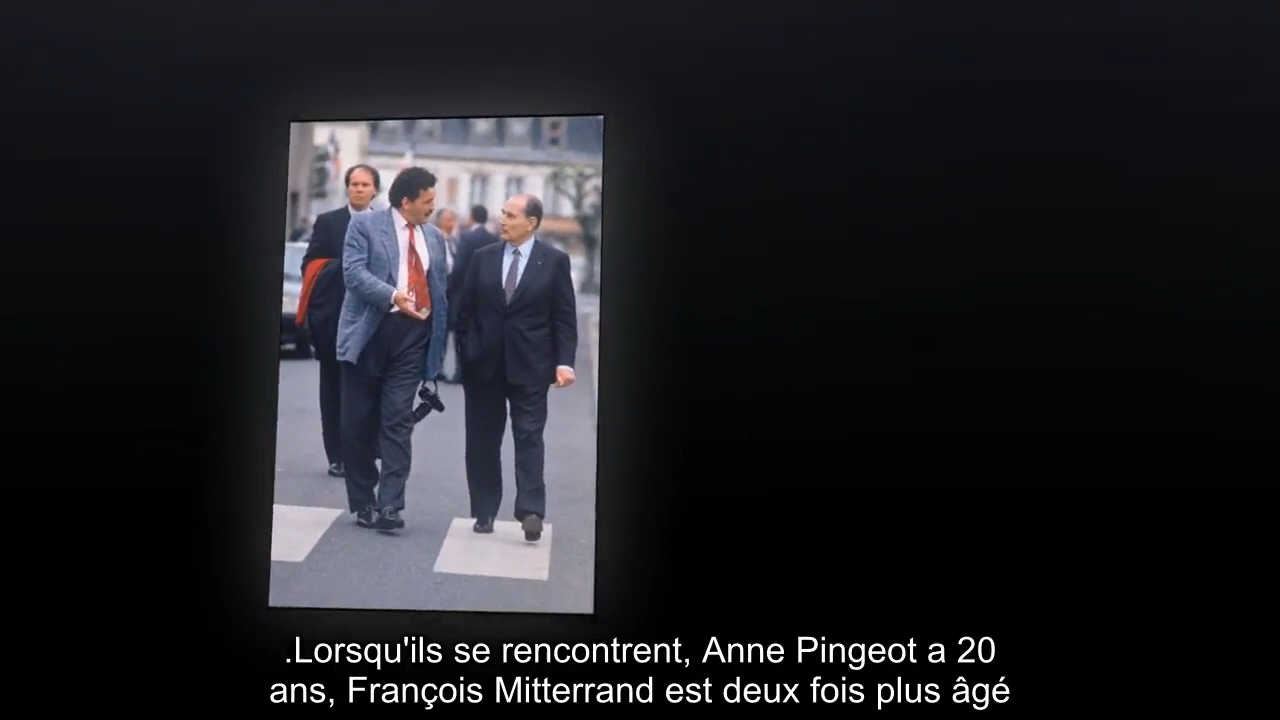 .Lorsqu'ils se rencontrent, Anne Pingeot a 20
ans, François Mitterrand est deux fois plus âgé